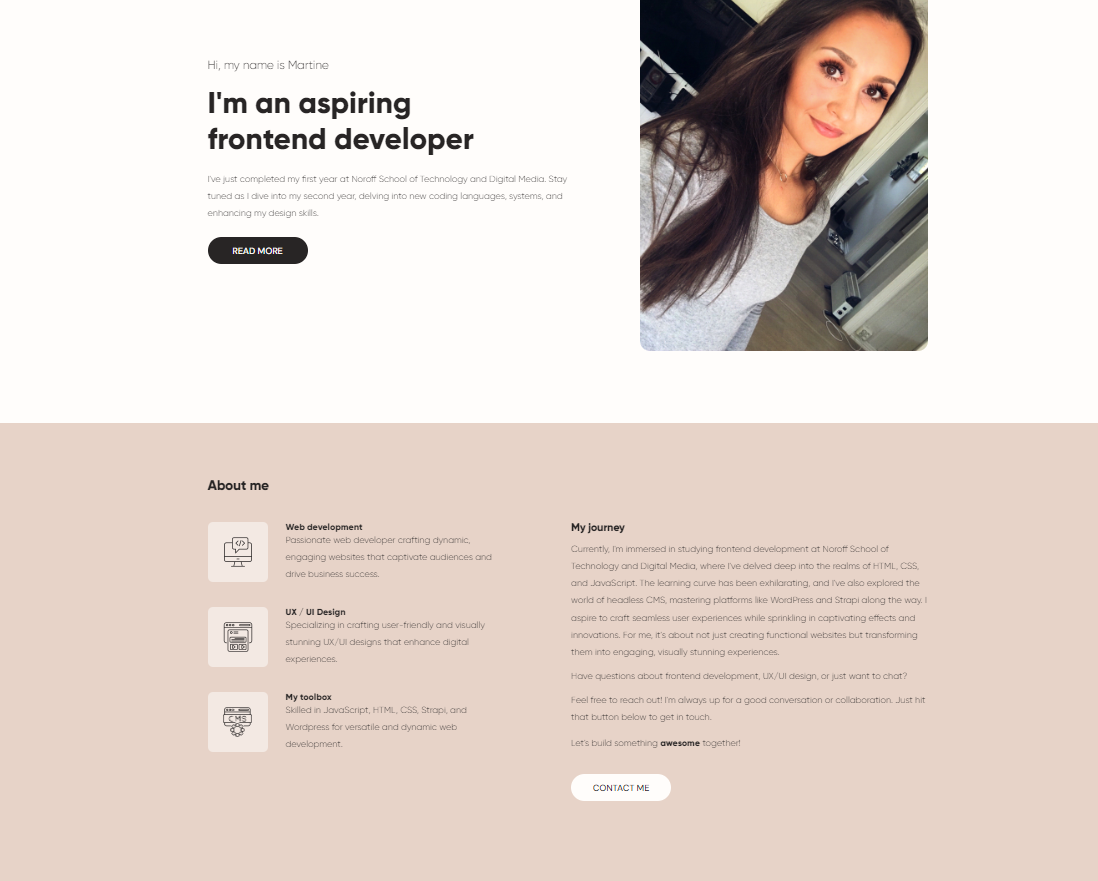 Hi, my name is Martine
I'm an aspiring
frontend developer
I've just completed my first year at Noroff School of Technology and Digital Media. Stay
tuned as I dive into my second year, delving into new coding languages, systems, and
enhancing my design skills.
READ MORE
About me
Web development
Passionate web developer crafting dynamic,
engaging websites that captivate audiences and
drive business success.
UX / UI Design
Specializing in crafting user-friendly and visually
stunning UX/UI designs that enhance digital
experiences.
CMS
My toolbox
Skilled in JavaScript, HTML, CSS, Strapi, and
Wordpress for versatile and dynamic web
development.
My journey
Currently, I'm immersed in studying frontend development at Noroff School of
Technology and Digital Media, where I've delved deep into the realms of HTML, CSS,
and JavaScript. The learning curve has been exhilarating, and I've also explored the
world of headless CMS, mastering platforms like WordPress and Strapi along the way. I
aspire to craft seamless user experiences while sprinkling in captivating effects and
innovations. For me, it's about not just creating functional websites but transforming
them into engaging, visually stunning experiences.
Have questions about frontend development, UX/UI design, or just want to chat?
Feel free to reach out! I'm always up for a good conversation or collaboration. Just hit
that button below to get in touch.
Let's build something awesome together!
CONTACT ME